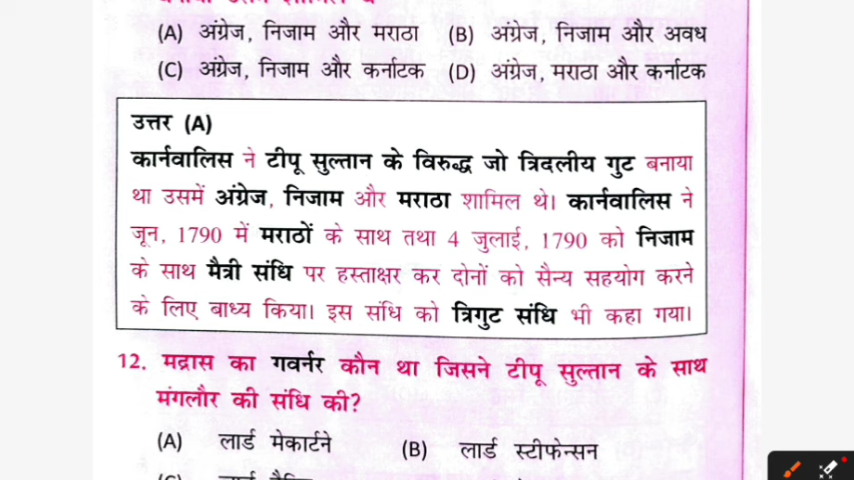 (A) अंग्रेज, निजाम और मराठा (B) अंग्रेज, निजाम और अवध
(C) अंग्रेज, निजाम और कर्नाटक (D) अंग्रेज, मराठा और कर्नाटक
उत्तर (A)
कार्नवालिस ने टीपू सुल्तान के विरुद्ध जो त्रिदलीय गुट बनाया
था उसमें अंग्रेज, निजाम और मराठा शामिल थे। कार्नवालिस ने
जून, 1790 में मराठों के साथ तथा 4 जुलाई, 1790 को निजाम
के साथ मैत्री संधि पर हस्ताक्षर कर दोनों को सैन्य सहयोग करने
के लिए बाध्य किया। इस संधि को त्रिगुट संधि भी कहा गया।
12. मद्रास का गवर्नर कौन था जिसने टीपू सुल्तान के साथ
मंगलौर की संधि की?
(A) लार्ड मेकार्टने (B) लार्ड स्टीफेन्सन